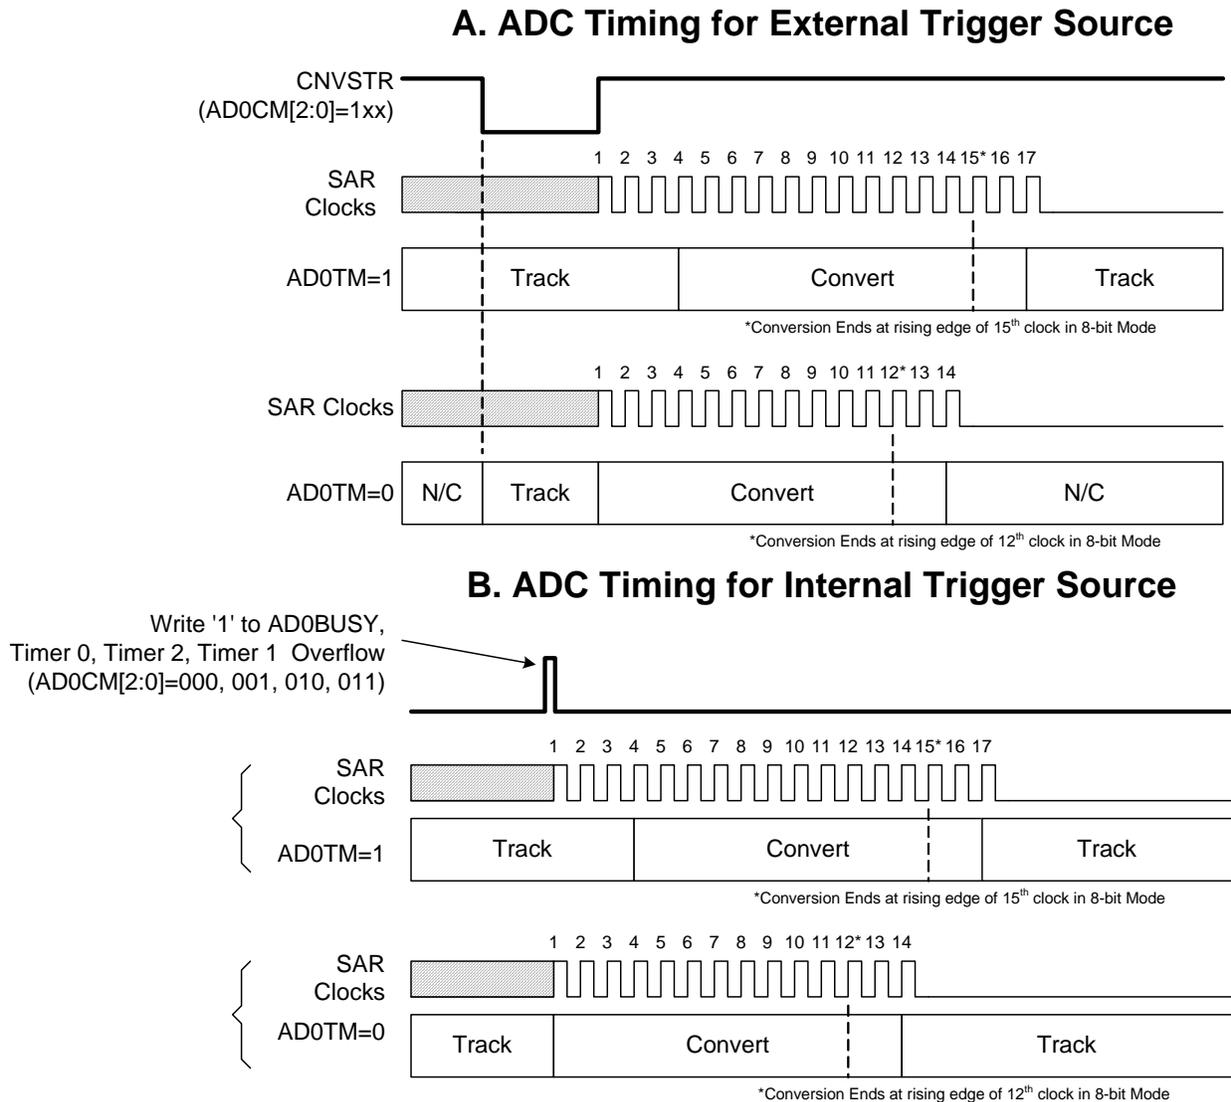 A. ADC Timing for External Trigger Source
CNVSTR
(AD0CM[2:0]=1xx)
1 2 3 4 5 6 7 8 9 10 11 12 13 14 15* 16 17
SAR
Clocks
AD0TM=1 Track Convert Track
*Conversion Ends at rising edge of 15th clock in 8-bit Mode
1 2 3 4 5 6 7 8 9 10 11 12* 13 14
SAR Clocks
AD0TM=0 N/C Track Convert N/C
*Conversion Ends at rising edge of 12th clock in 8-bit Mode
B. ADC Timing for Internal Trigger Source
Write '1' to AD0BUSY,
Timer 0, Timer 2, Timer 1 Overflow
(AD0CM[2:0]=000, 001, 010, 011)
1 2 3 4 5 6 7 8 9 10 11 12 13 14 15* 16 17
SAR
Clocks
AD0TM=1 Track Convert Track
*Conversion Ends at rising edge of 15th clock in 8-bit Mode
1 2 3 4 5 6 7 8 9 10 11 12* 13 14
SAR
Clocks
AD0TM=0 Track Convert Track
*Conversion Ends at rising edge of 12th clock in 8-bit Mode